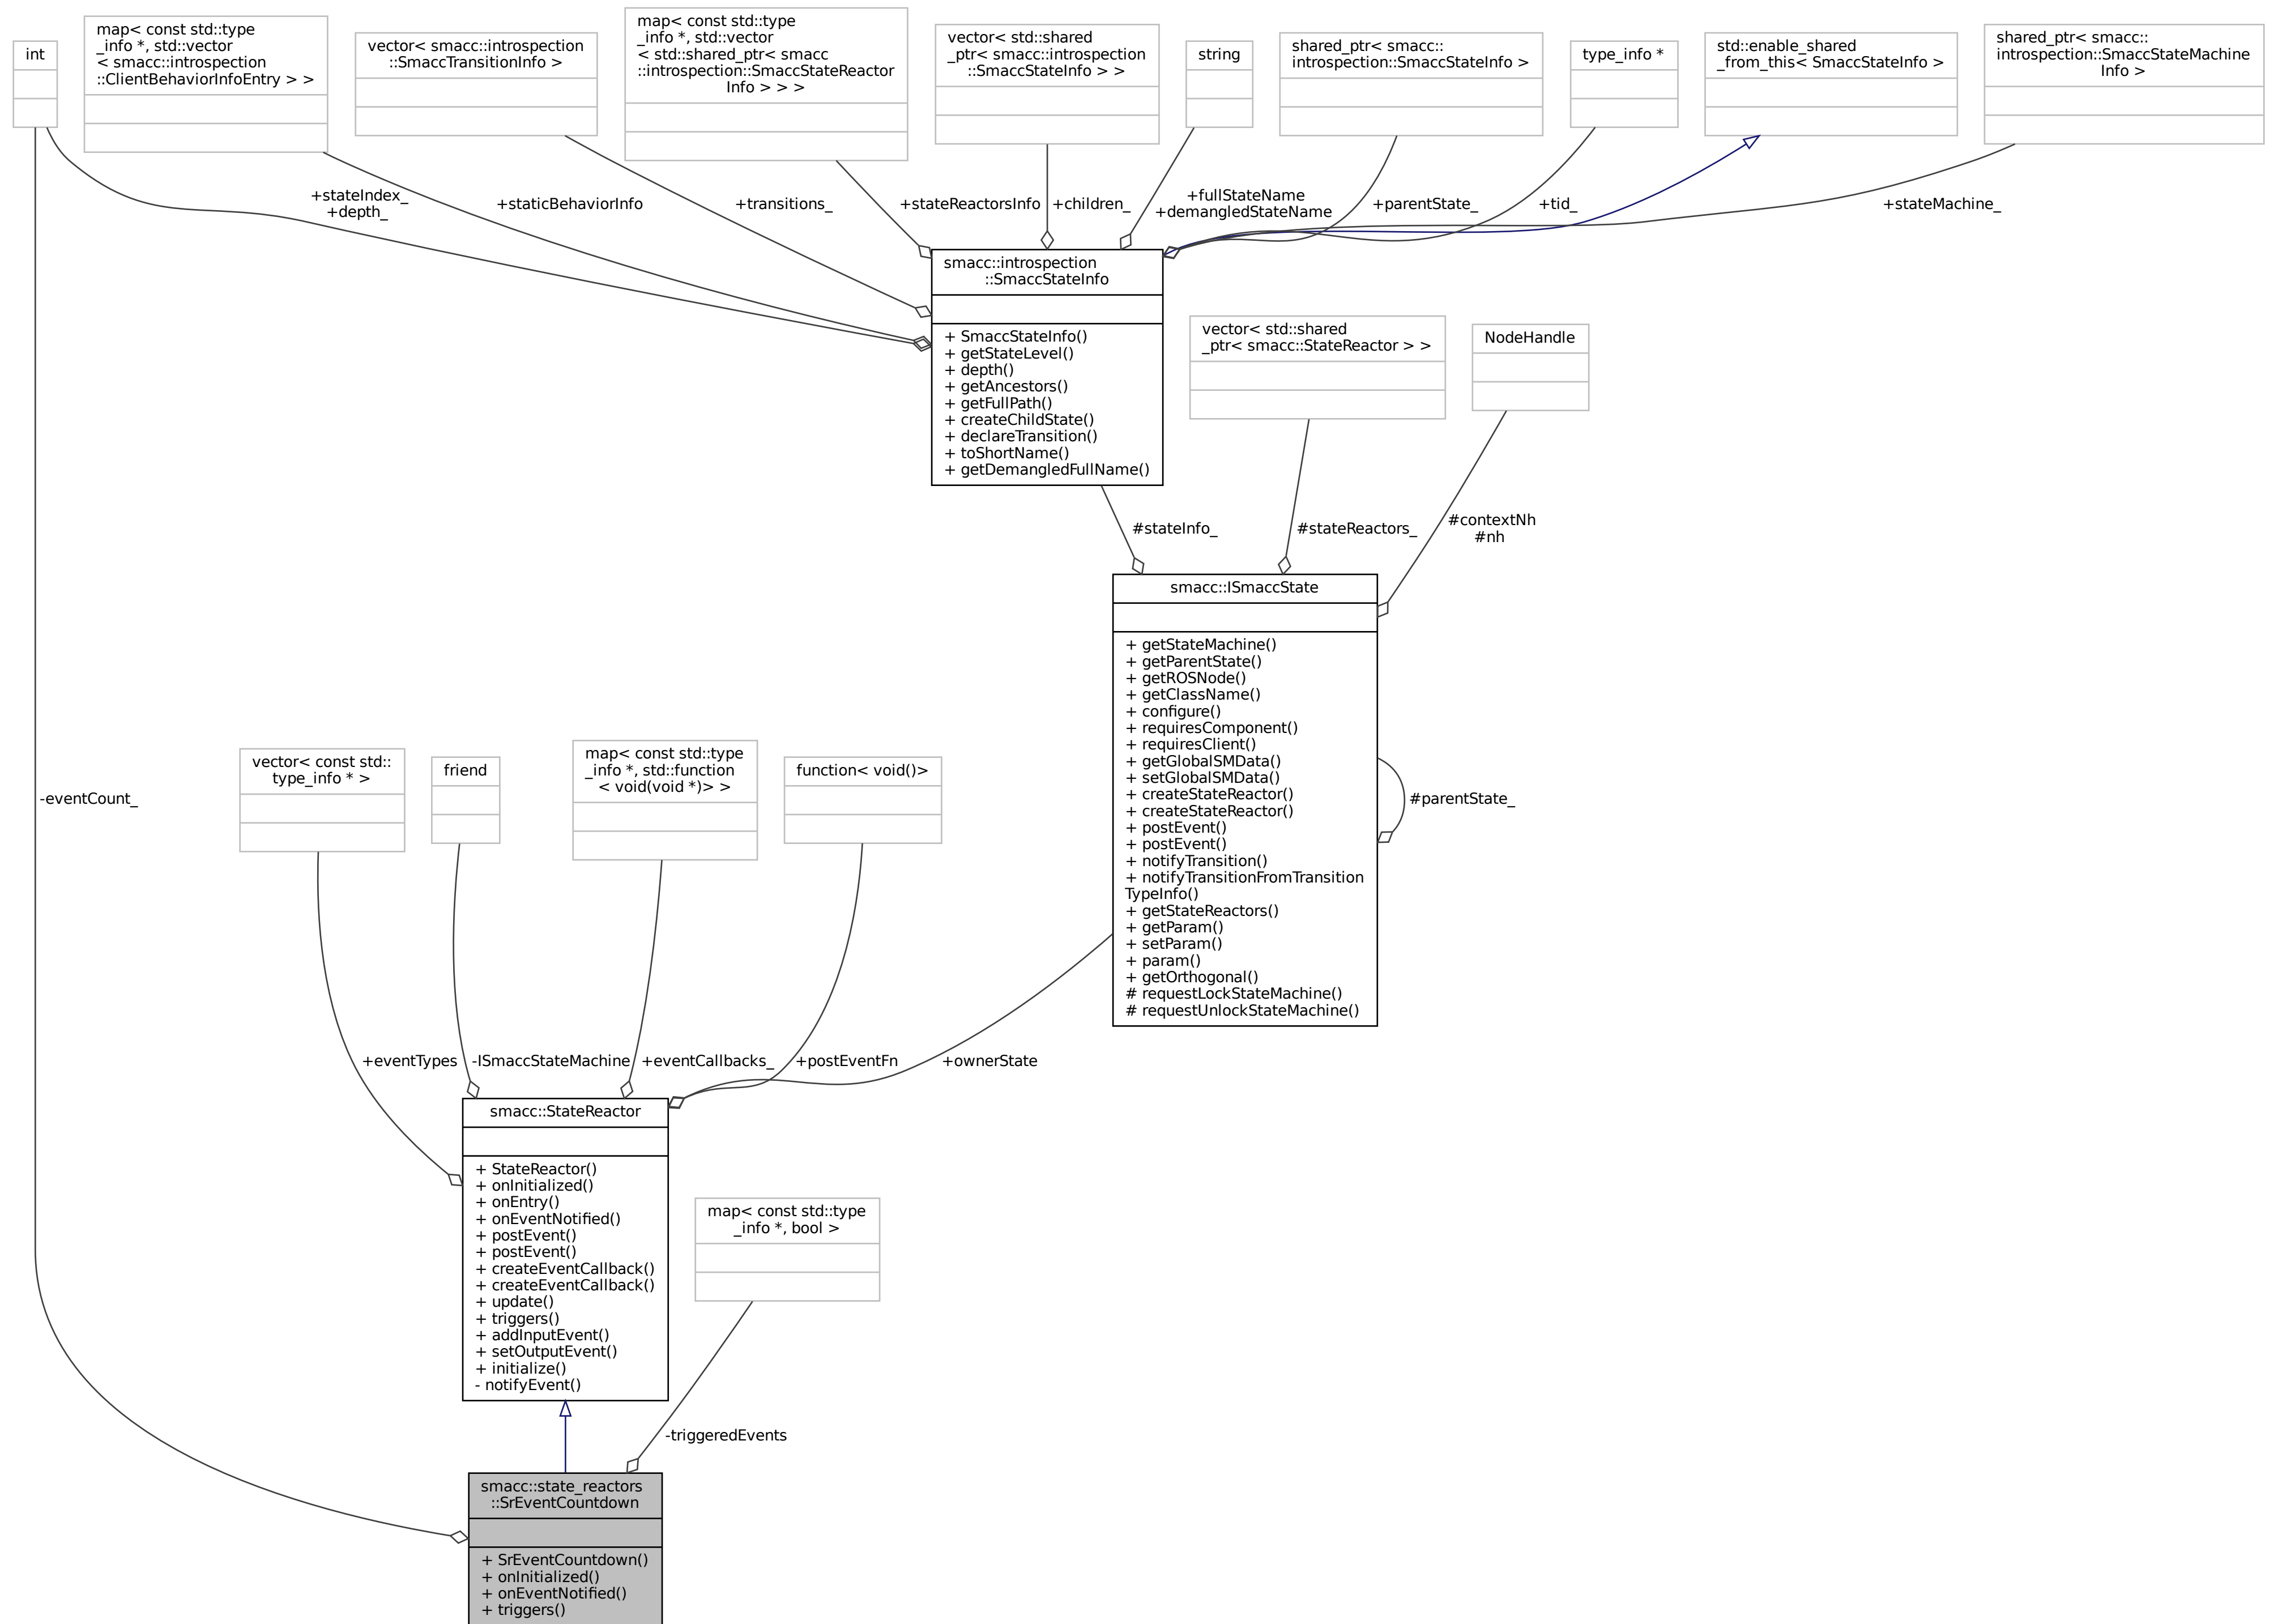 int
map< const std::type
_info *, std::vector
< smacc::introspection
::ClientBehaviorInfoEntry > >
vector< smacc::introspection
::SmaccTransitionInfo >
map< const std::type
_info *, std::vector
< std::shared_ptr< smacc
::introspection::SmaccStateReactor
Info > > >
vector< std::shared
_ptr< smacc::introspection
::SmaccStateInfo > >
string
shared_ptr< smacc::
introspection::SmaccStateInfo >
type_info *
std::enable_shared
_from_this< SmaccStateInfo >
shared_ptr< smacc::
introspection::SmaccStateMachine
Info >
+stateIndex_
+depth_
+staticBehaviorInfo
+transitions_
+stateReactorsInfo
+children_
+fullStateName
+demangledStateName
+parentState_
+tid_
+stateMachine_
smacc::introspection
::SmaccStateInfo
+ SmaccStateInfo()
+ getStateLevel()
+ depth()
+ getAncestors()
+ getFullPath()
+ createChildState()
+ declareTransition()
+ toShortName()
+ getDemangledFullName()
vector< std::shared
_ptr< smacc::StateReactor > >
NodeHandle
#stateInfo_
#stateReactors_
#contextNh
#nh
smacc::ISmaccState
+ getStateMachine()
+ getParentState()
+ getROSNode()
+ getClassName()
+ configure()
+ requiresComponent()
+ requiresClient()
+ getGlobalSMData()
+ setGlobalSMData()
+ createStateReactor()
+ createStateReactor()
+ postEvent()
+ postEvent()
+ notifyTransition()
+ notifyTransitionFromTransition
TypeInfo()
+ getStateReactors()
+ getParam()
+ setParam()
+ param()
+ getOrthogonal()
# requestLockStateMachine()
# requestUnlockStateMachine()
#parentState_
-eventCount_
vector< const std::
type_info * >
friend
map< const std::type
_info *, std::function
< void(void *)> >
function< void()>
+eventTypes
-ISmaccStateMachine
+eventCallbacks_
+postEventFn
+ownerState
smacc::StateReactor
+ StateReactor()
+ onInitialized()
+ onEntry()
+ onEventNotified()
+ postEvent()
+ postEvent()
+ createEventCallback()
+ createEventCallback()
+ update()
+ triggers()
+ addInputEvent()
+ setOutputEvent()
+ initialize()
- notifyEvent()
map< const std::type
_info *, bool >
-triggeredEvents
smacc::state_reactors
::SrEventCountdown
+ SrEventCountdown()
+ onInitialized()
+ onEventNotified()
+ triggers()